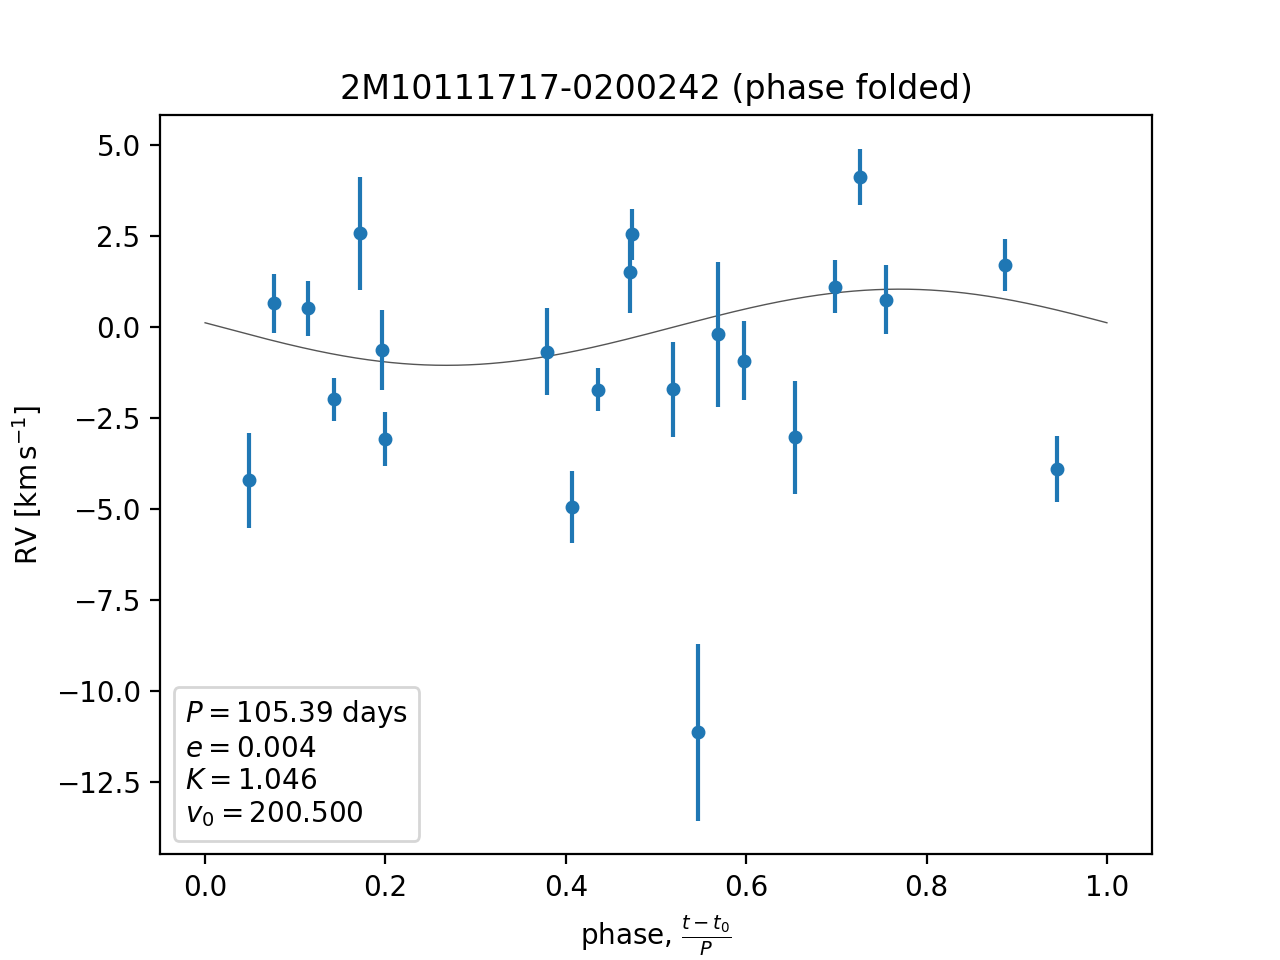 2M10111717-0200242 (phase folded)
5.0
2.5
0.0
−2.5
−5.0
−7.5
−10.0
−12.5
RV [km s⁻¹]
P = 105.39 days
e = 0.004
K = 1.046
v₀ = 200.500
0.0 0.2 0.4 0.6 0.8 1.0
phase, (t − t₀)/P